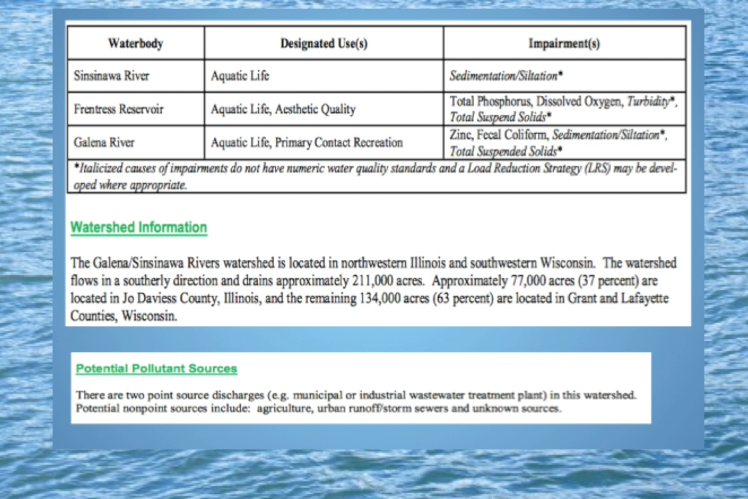 Waterbody Designated Use(s) Impairment(s)
Sinsinawa River Aquatic Life Sedimentation/Siltation*
Frentress Reservoir Aquatic Life, Aesthetic Quality Total Phosphorus, Dissolved Oxygen, Turbidity*,
Total Suspend Solids*
Galena River Aquatic Life, Primary Contact Recreation Zinc, Fecal Coliform, Sedimentation/Siltation*,
Total Suspended Solids*
*Italicized causes of impairments do not have numeric water quality standards and a Load Reduction Strategy (LRS) may be devel-
oped where appropriate.
Watershed Information
The Galena/Sinsinawa Rivers watershed is located in northwestern Illinois and southwestern Wisconsin. The watershed
flows in a southerly direction and drains approximately 211,000 acres. Approximately 77,000 acres (37 percent) are
located in Jo Daviess County, Illinois, and the remaining 134,000 acres (63 percent) are located in Grant and Lafayette
Counties, Wisconsin.
Potential Pollutant Sources
There are two point source discharges (e.g. municipal or industrial wastewater treatment plant) in this watershed.
Potential nonpoint sources include: agriculture, urban runoff/storm sewers and unknown sources.